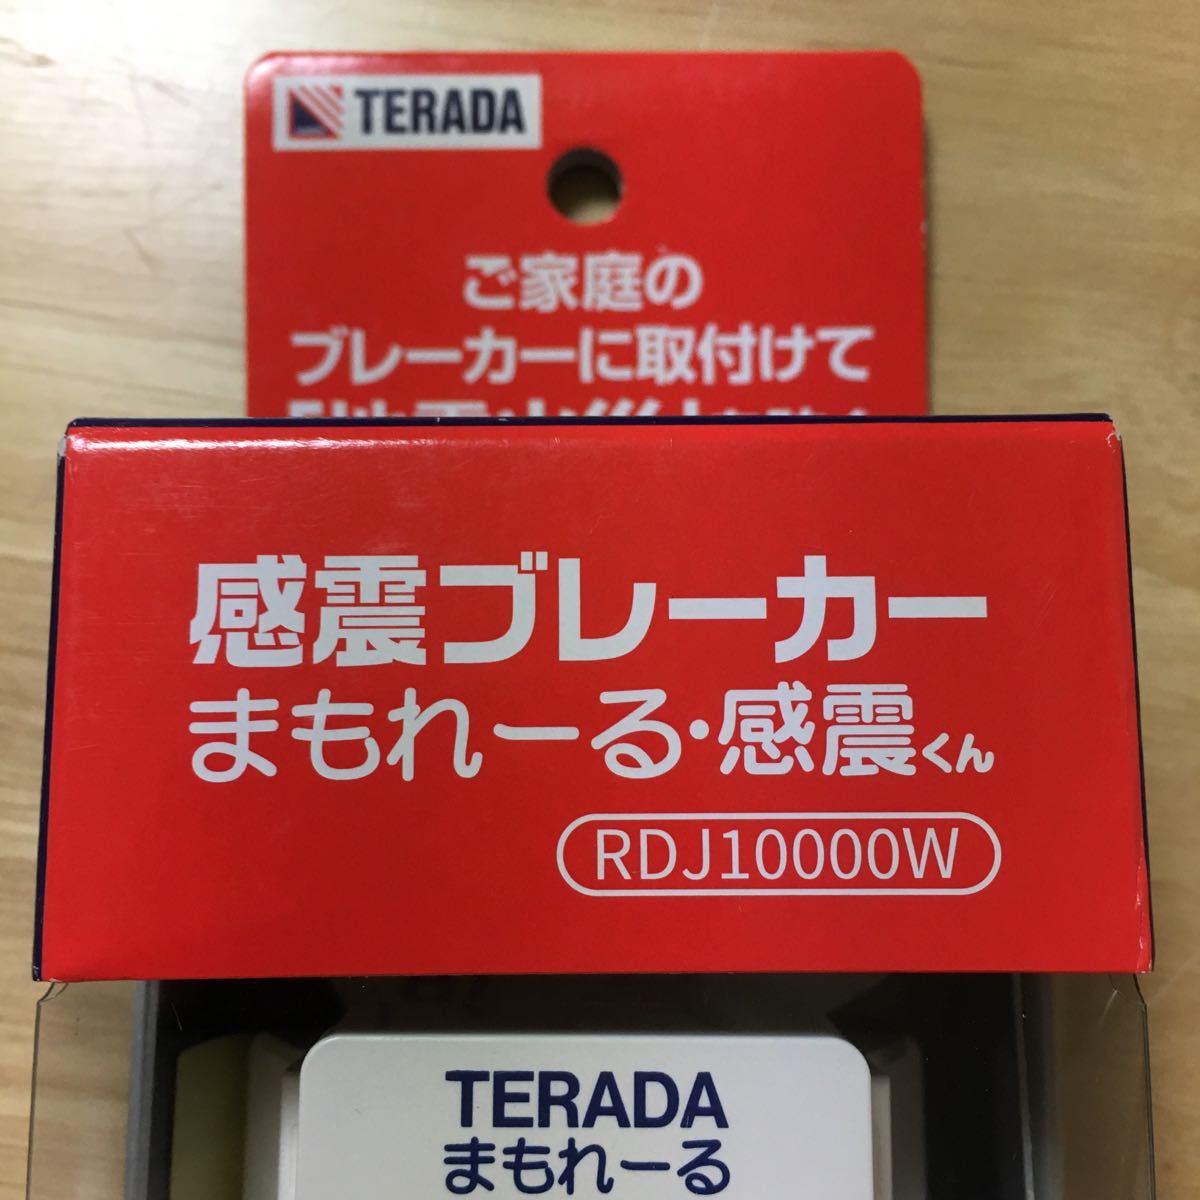 TERADA
ご家庭の
ブレーカーに取付けて
感震ブレーカー
まもれーる・感震くん
RDJ10000W
TERADA
まもれーる